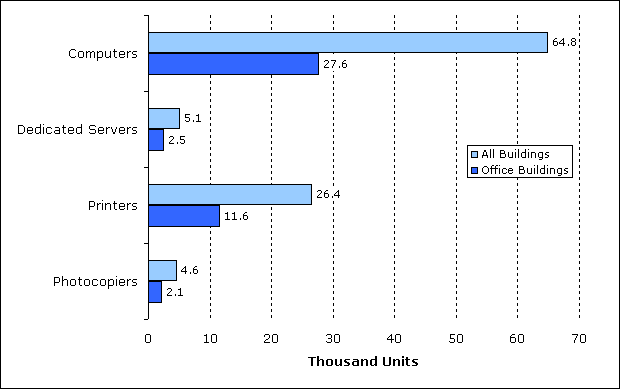 Computers
64.8
27.6
Dedicated Servers
5.1
2.5
All Buildings
Office Buildings
Printers
26.4
11.6
Photocopiers
4.6
2.1
0 10 20 30 40 50 60 70
Thousand Units